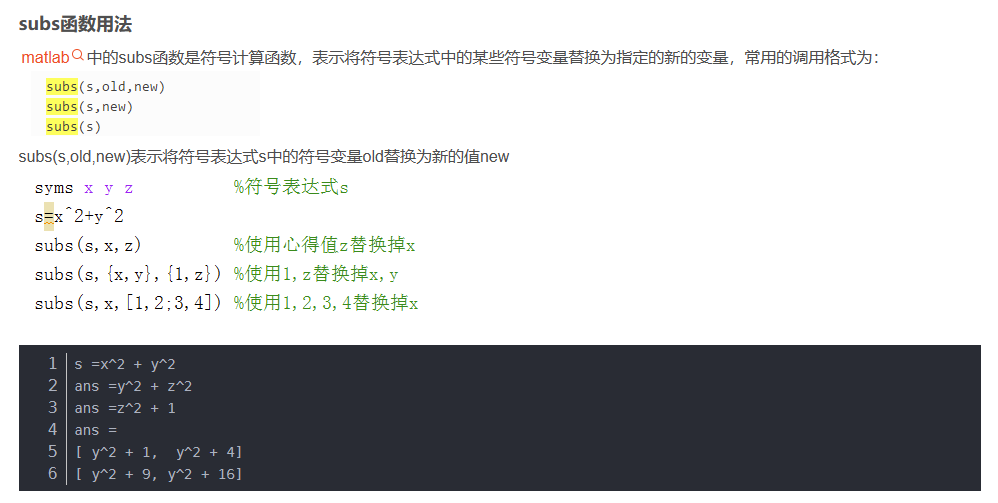 subs函数用法
matlab中的subs函数是符号计算函数，表示将符号表达式中的某些符号变量替换为指定的新的变量，常用的调用格式为：
subs(s,old,new)
subs(s,new)
subs(s)
subs(s,old,new)表示将符号表达式s中的符号变量old替换为新的值new
syms x y z %符号表达式s
s=x^2+y^2
subs(s,x,z) %使用心得值z替换掉x
subs(s,{x,y},{1,z}) %使用1,z替换掉x,y
subs(s,x,[1,2;3,4]) %使用1,2,3,4替换掉x
1 s =x^2 + y^2
2 ans =y^2 + z^2
3 ans =z^2 + 1
4 ans =
5 [ y^2 + 1,  y^2 + 4]
6 [ y^2 + 9, y^2 + 16]